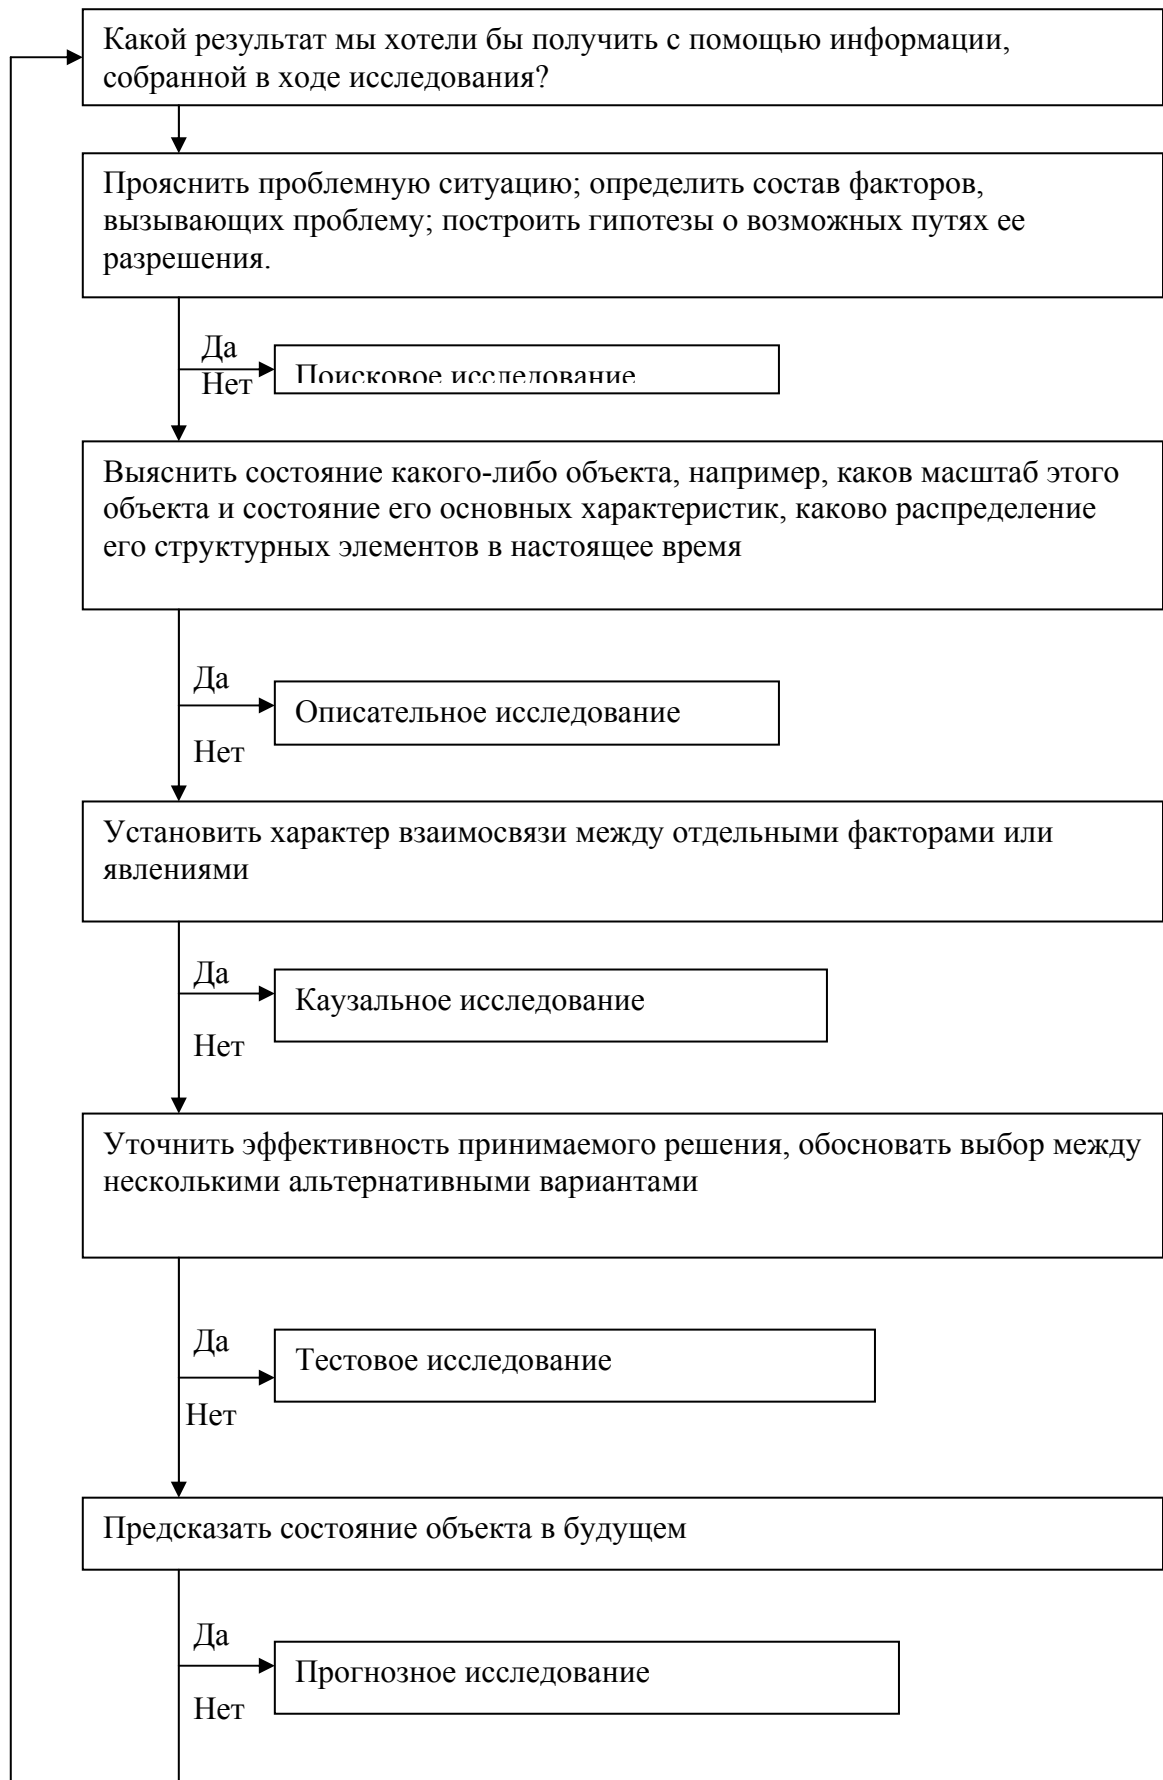 Какой результат мы хотели бы получить с помощью информации,
собранной в ходе исследования?
Прояснить проблемную ситуацию; определить состав факторов,
вызывающих проблему; построить гипотезы о возможных путях ее
разрешения.
Да
Нет
Поисковое исследование
Выяснить состояние какого-либо объекта, например, каков масштаб этого
объекта и состояние его основных характеристик, каково распределение
его структурных элементов в настоящее время
Да
Описательное исследование
Нет
Установить характер взаимосвязи между отдельными факторами или
явлениями
Да
Каузальное исследование
Нет
Уточнить эффективность принимаемого решения, обосновать выбор между
несколькими альтернативными вариантами
Да
Тестовое исследование
Нет
Предсказать состояние объекта в будущем
Да
Прогнозное исследование
Нет